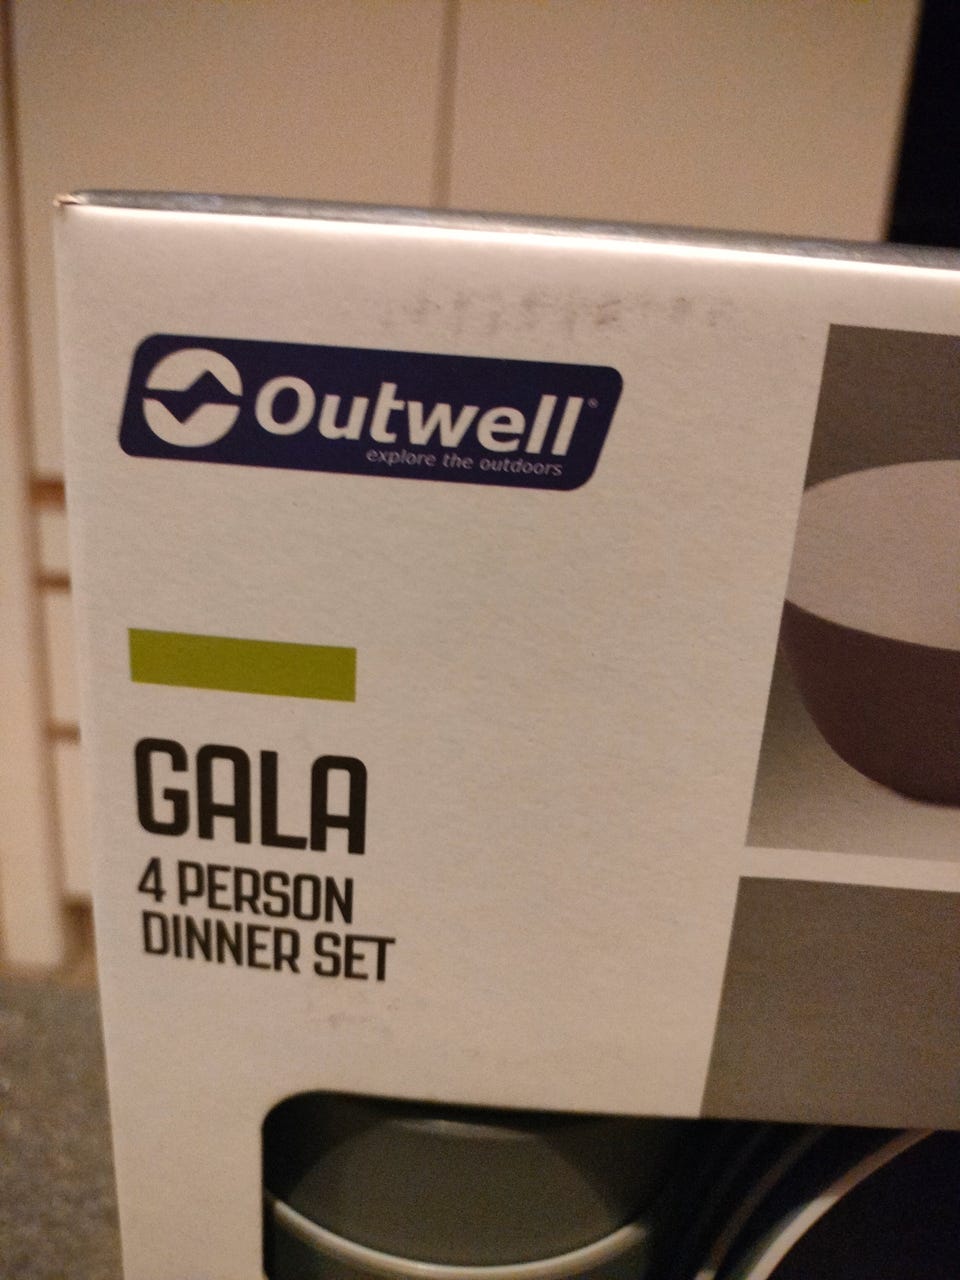 Outwell®
explore the outdoors
GALA
4 PERSON
DINNER SET